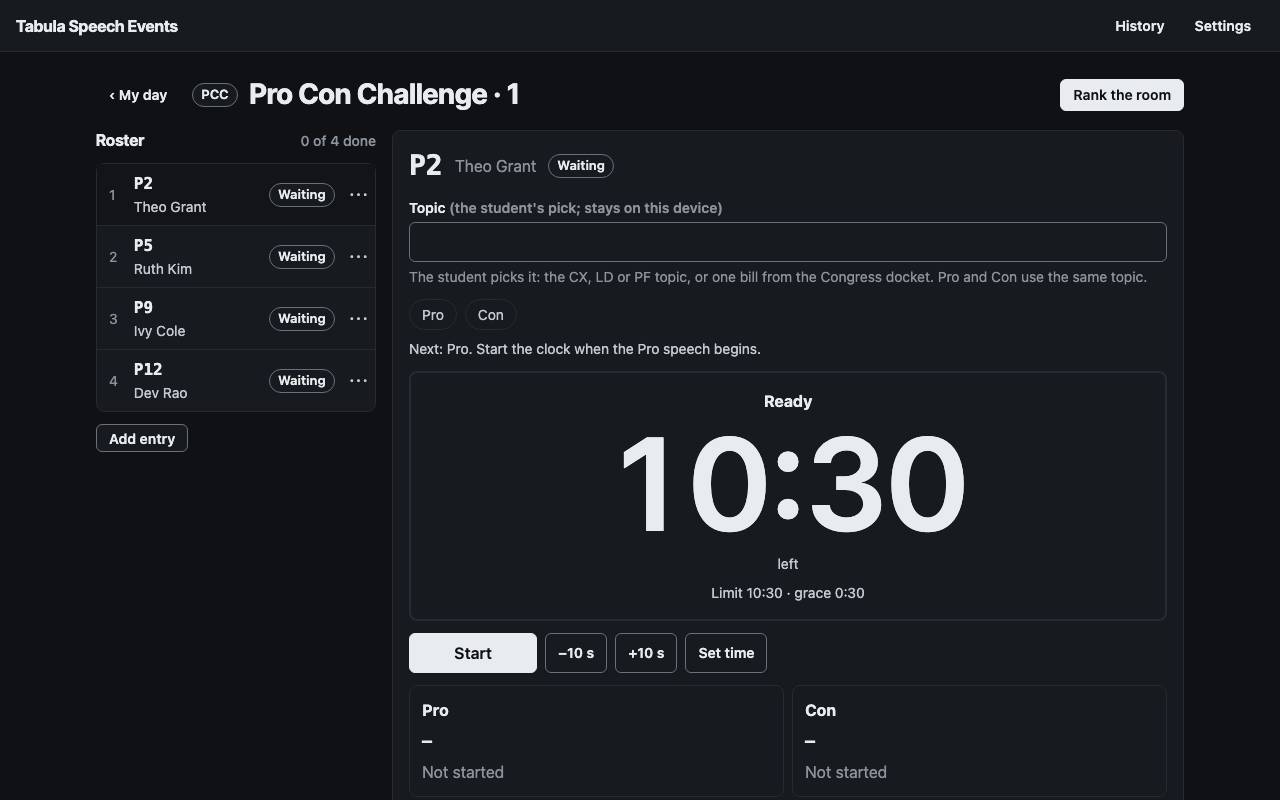 Tabula Speech Events
History
Settings
‹ My day
PCC
Pro Con Challenge · 1
Rank the room
Roster
0 of 4 done
1
P2
Theo Grant
Waiting
2
P5
Ruth Kim
Waiting
3
P9
Ivy Cole
Waiting
4
P12
Dev Rao
Waiting
Add entry
P2
Theo Grant
Waiting
Topic (the student's pick; stays on this device)
The student picks it: the CX, LD or PF topic, or one bill from the Congress docket. Pro and Con use the same topic.
Pro
Con
Next: Pro. Start the clock when the Pro speech begins.
Ready
10:30
left
Limit 10:30 · grace 0:30
Start
−10 s
+10 s
Set time
Pro
–
Not started
Con
–
Not started